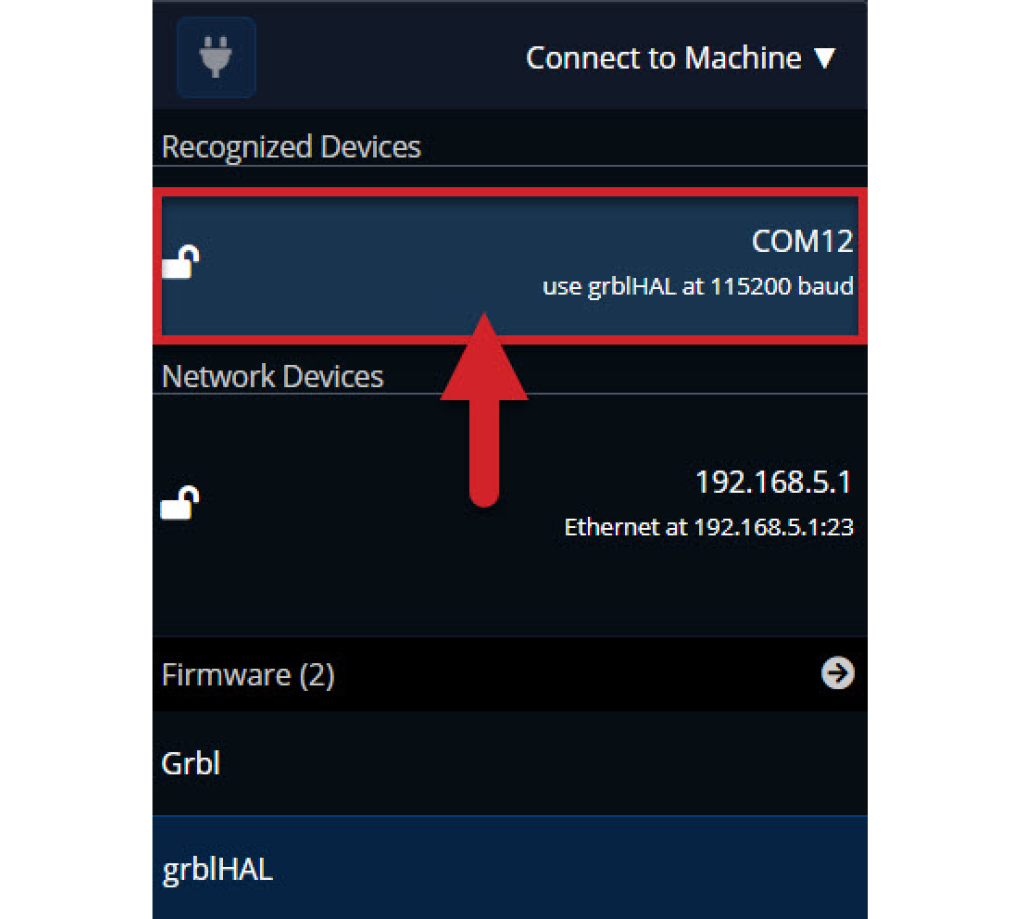 Connect to Machine ▼
Recognized Devices
COM12
use grblHAL at 115200 baud
Network Devices
192.168.5.1
Ethernet at 192.168.5.1:23
Firmware (2)
Grbl
grblHAL